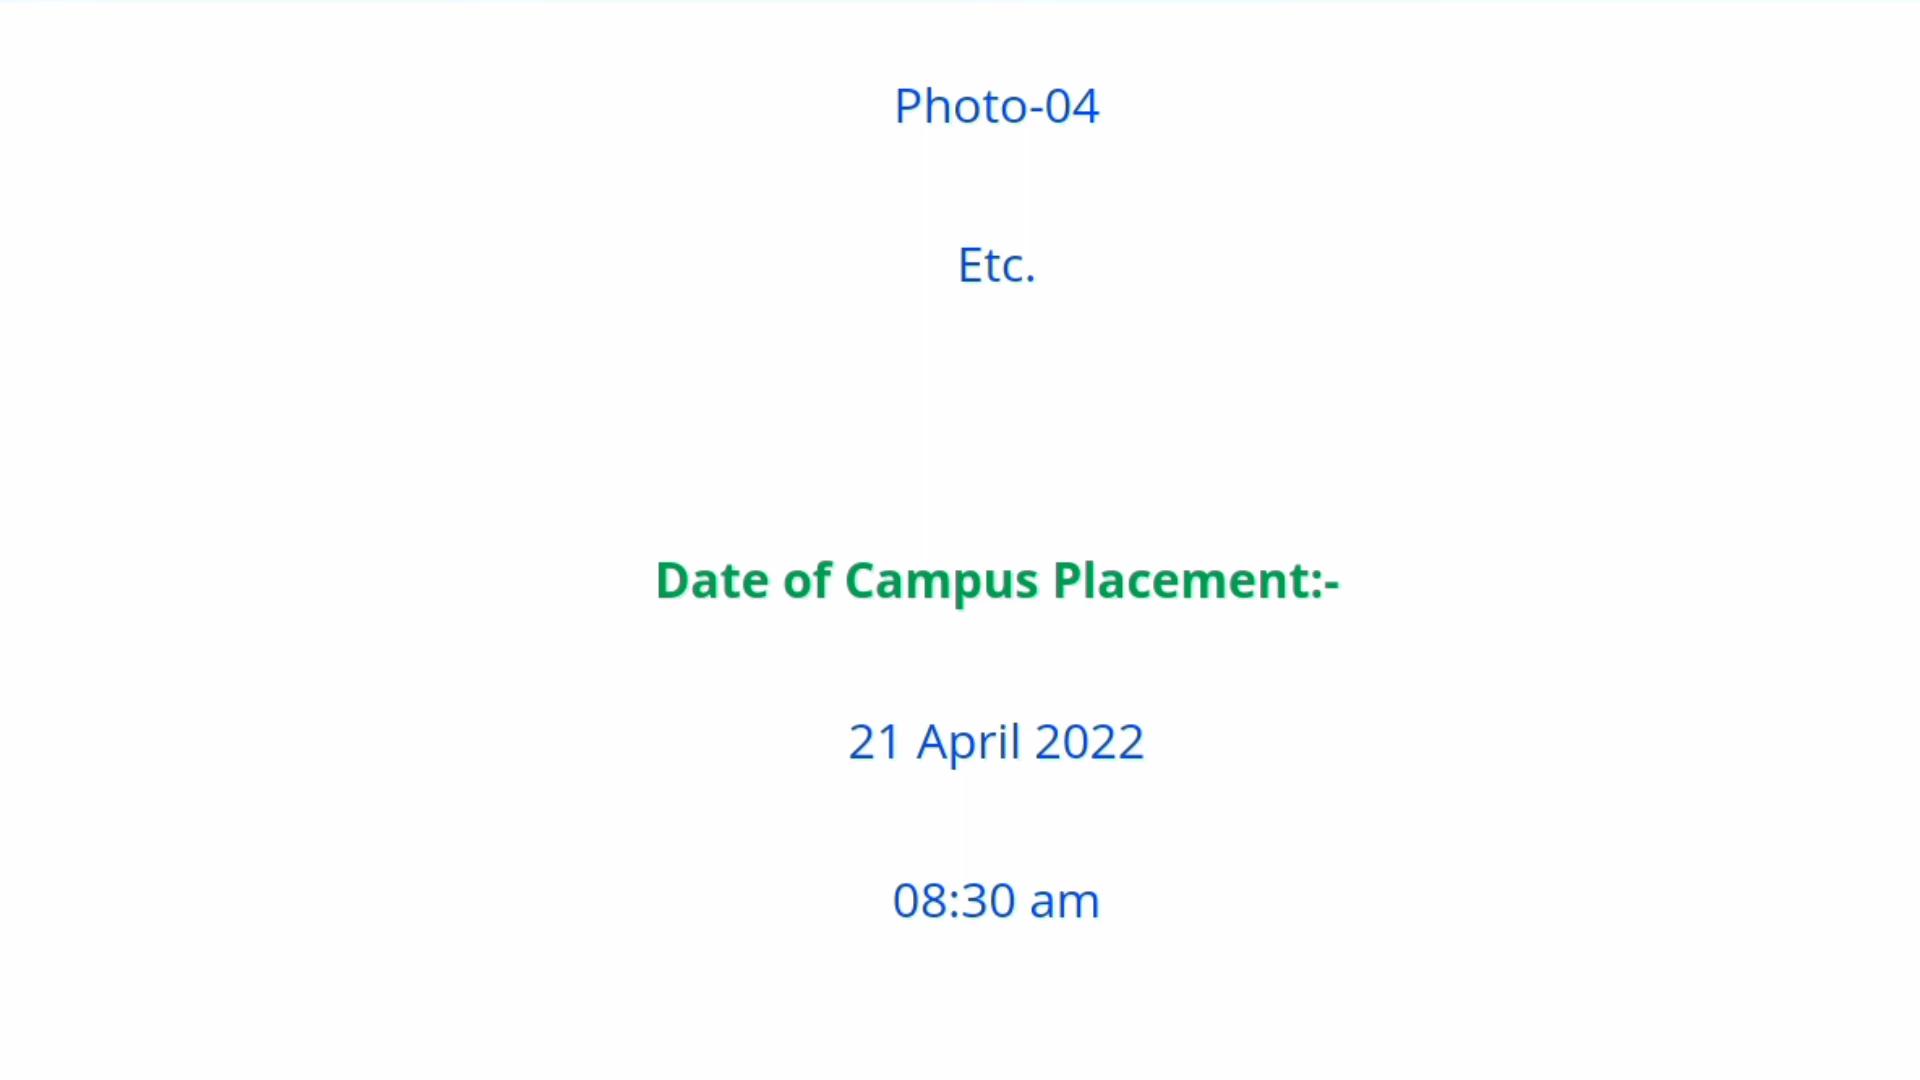 Photo-04
Etc.
Date of Campus Placement:-
21 April 2022
08:30 am